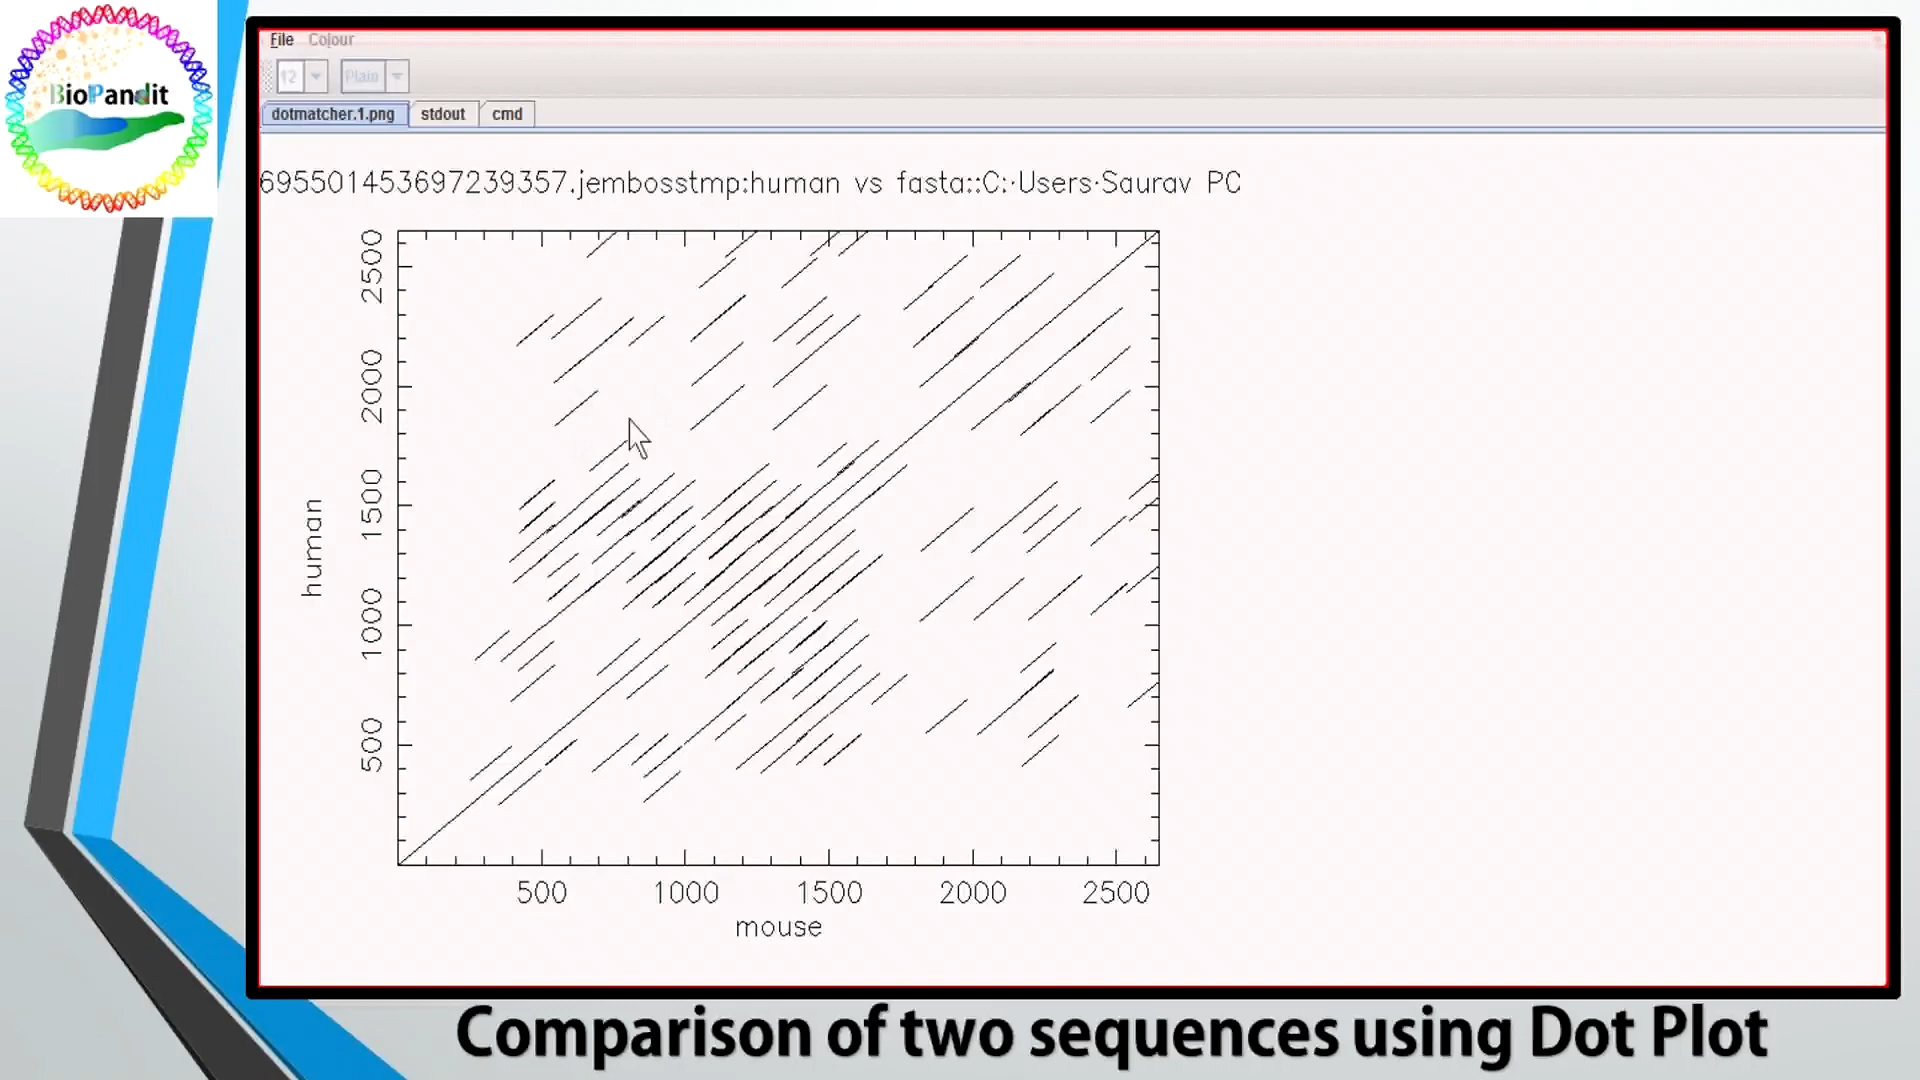 BioPandit
File Colour
12 Plain
dotmatcher.1.png stdout cmd
695501453697239357.jembosstmp:human vs fasta::C:·Users·Saurav PC
2500
2000
1500
1000
500
human
500 1000 1500 2000 2500
mouse
Comparison of two sequences using Dot Plot